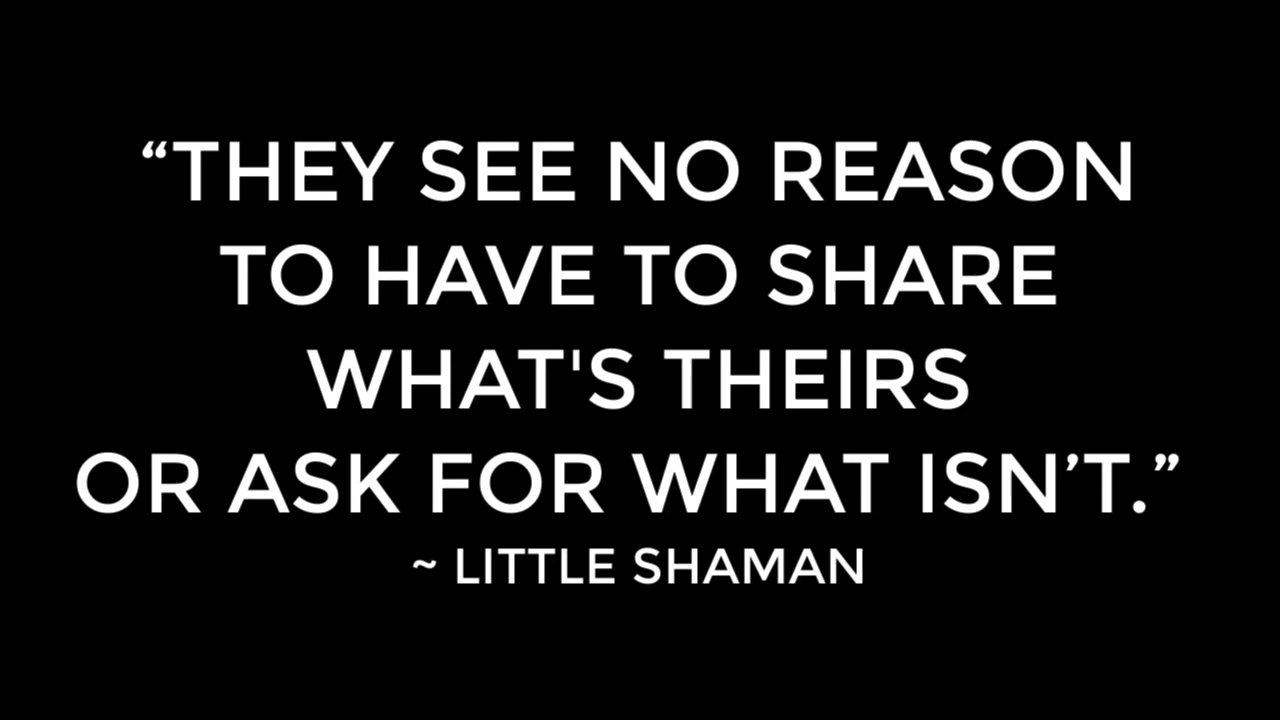 “THEY SEE NO REASON
TO HAVE TO SHARE
WHAT'S THEIRS
OR ASK FOR WHAT ISN’T.”
~ LITTLE SHAMAN